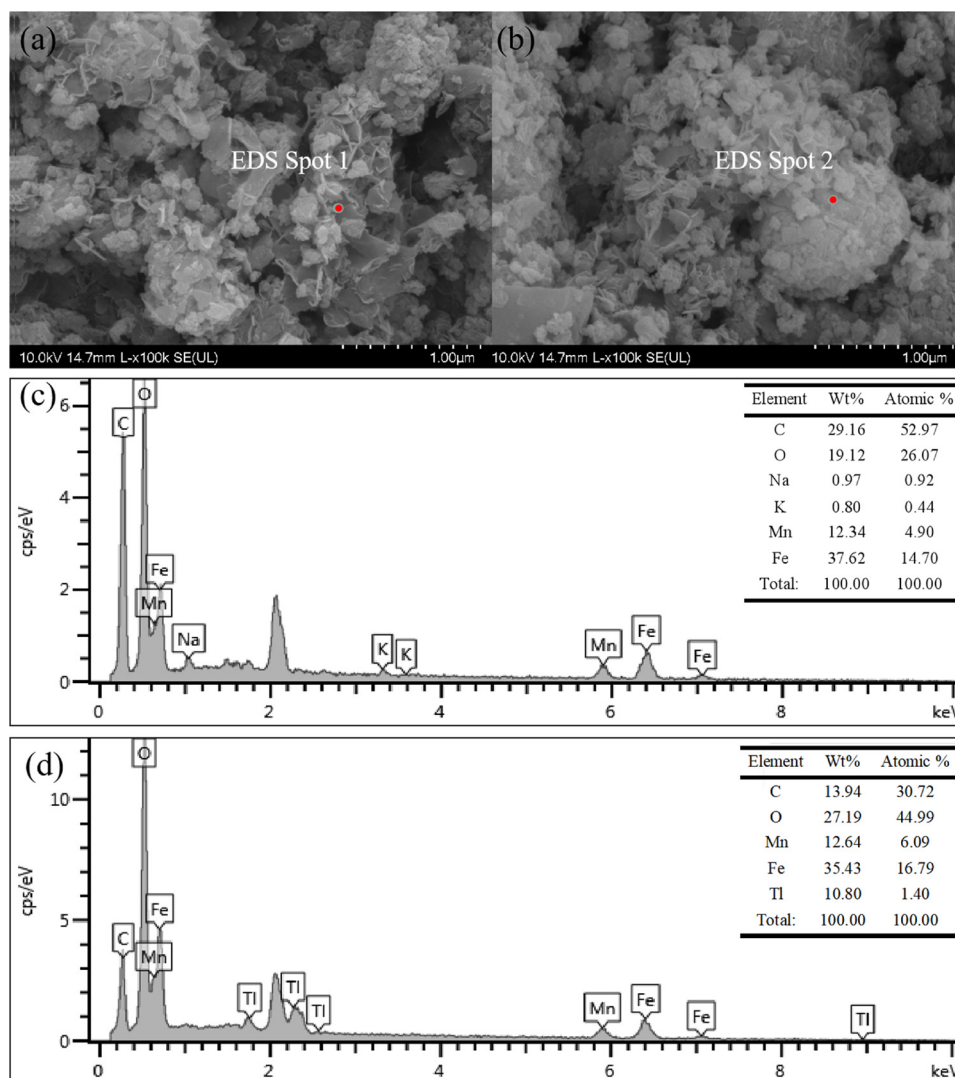 (a)
EDS Spot 1
10.0kV 14.7mm L-x100k SE(UL) 1.00µm
(b)
EDS Spot 2
10.0kV 14.7mm L-x100k SE(UL) 1.00µm
(c)
cps/eV
6
4
2
0
C
O
Fe
Mn
Na
K
K
Mn
Fe
Fe
0 2 4 6 8 keV
Element Wt% Atomic %
C 29.16 52.97
O 19.12 26.07
Na 0.97 0.92
K 0.80 0.44
Mn 12.34 4.90
Fe 37.62 14.70
Total: 100.00 100.00
(d)
cps/eV
10
5
0
C
O
Fe
Mn
Tl
Tl
Tl
Mn
Fe
Fe
Tl
0 2 4 6 8 keV
Element Wt% Atomic %
C 13.94 30.72
O 27.19 44.99
Mn 12.64 6.09
Fe 35.43 16.79
Tl 10.80 1.40
Total: 100.00 100.00